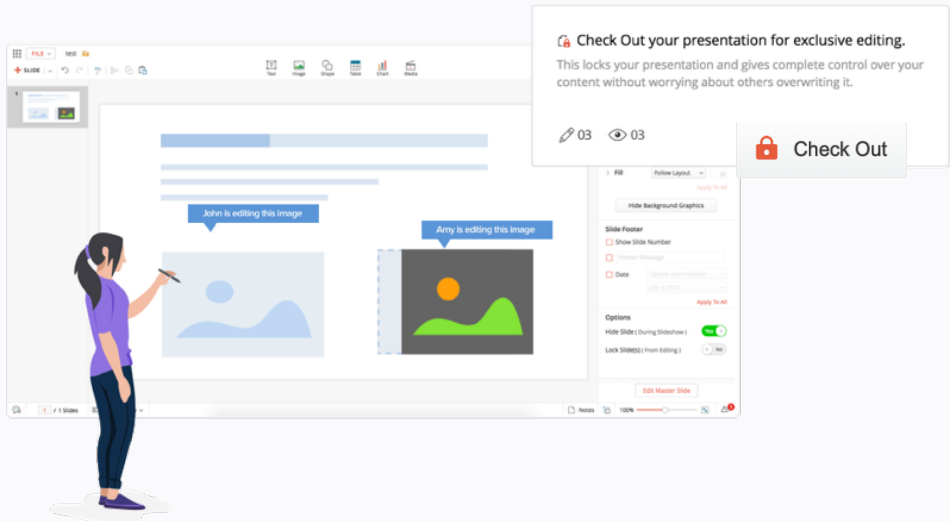 Check Out your presentation for exclusive editing.
This locks your presentation and gives complete control over your
content without worrying about others overwriting it.
03 03
Check Out
FILE test
+ SLIDE
Text Image Shape Table Chart Media
1
John is editing this image
Amy is editing this image
Fill Follow Layout
Apply To All
Hide Background Graphics
Slide Footer
Show Slide Number
Footer Message
Date Update Automatically
Apply To All
Options
Hide Slide ( During Slideshow ) Yes
Lock Slide(s) ( From Editing ) No
Edit Master Slide
1 / 1 Slides
Notes 100% 1